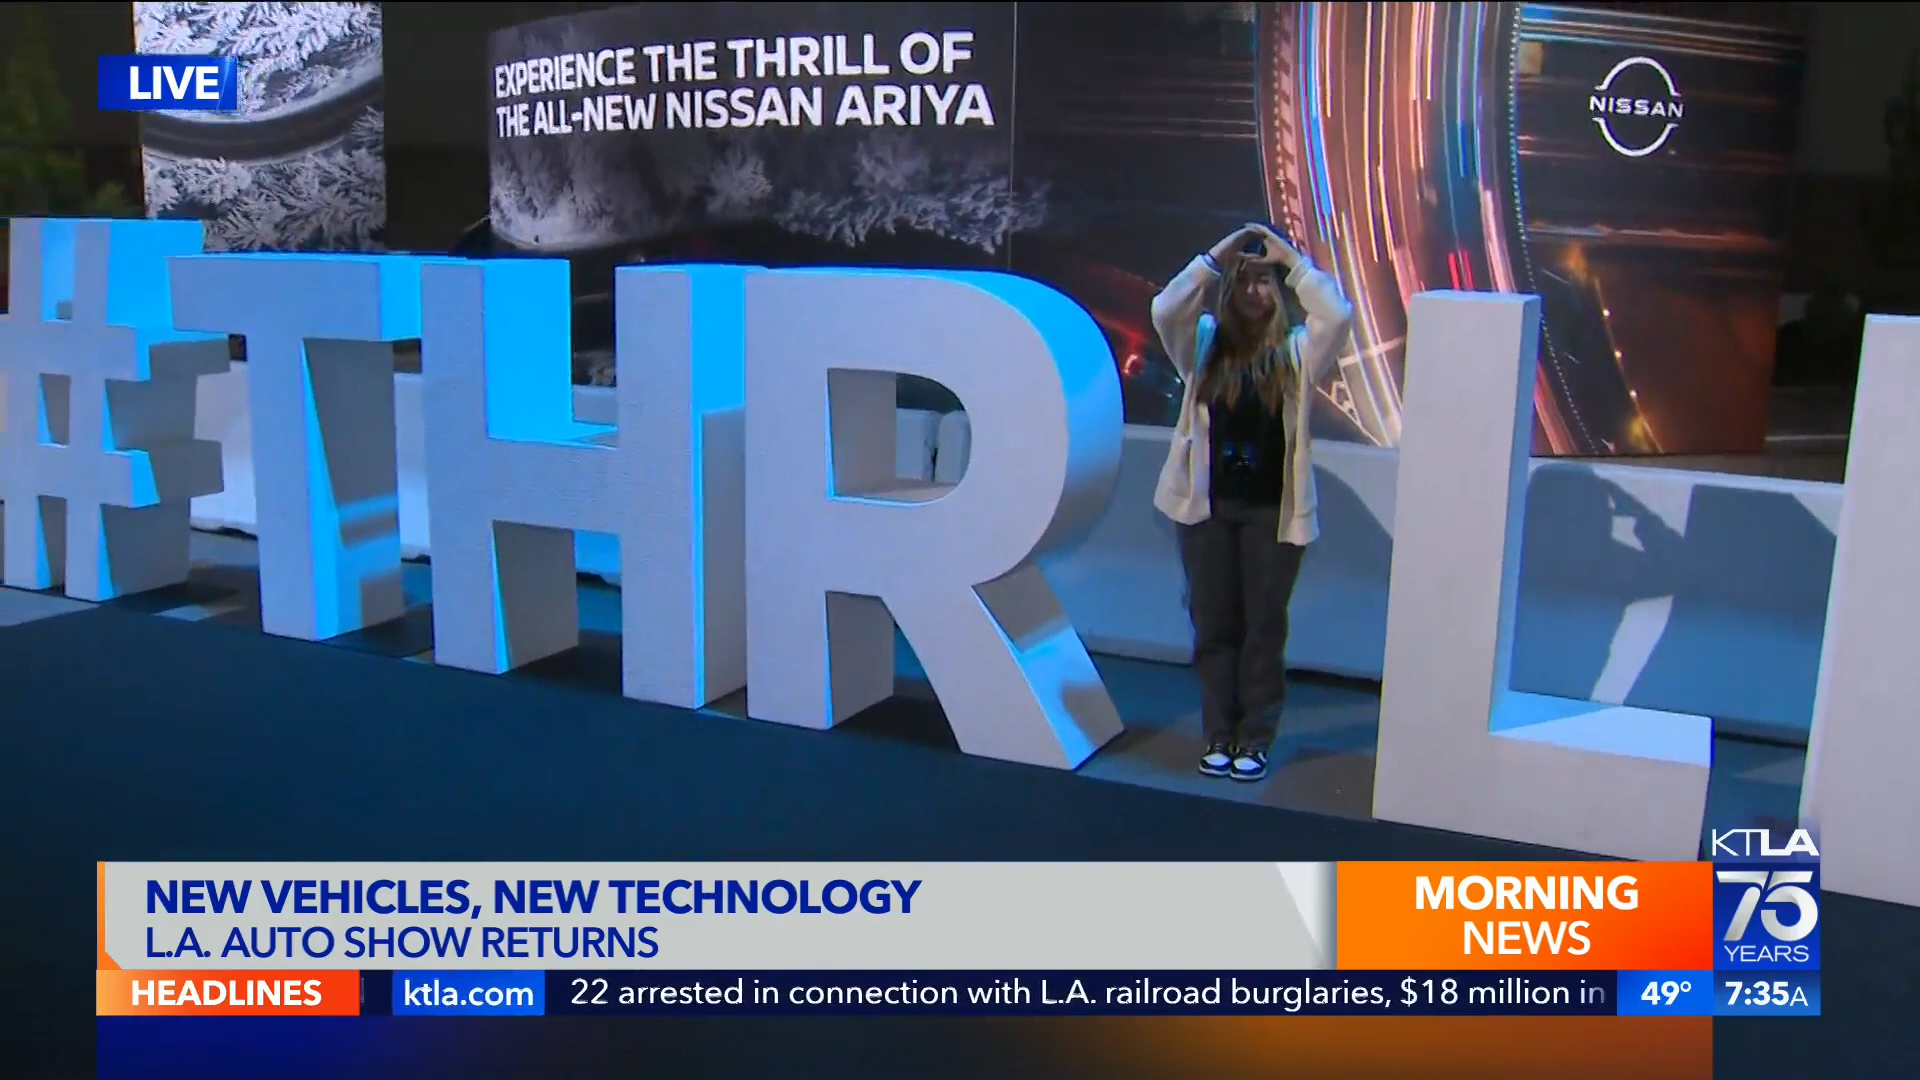 LIVE
EXPERIENCE THE THRILL OF
THE ALL-NEW NISSAN ARIYA
NISSAN
#THR L
NEW VEHICLES, NEW TECHNOLOGY
L.A. AUTO SHOW RETURNS
MORNING
NEWS
KTLA
75
YEARS
HEADLINES
ktla.com
22 arrested in connection with L.A. railroad burglaries, $18 million in
49°
7:35A